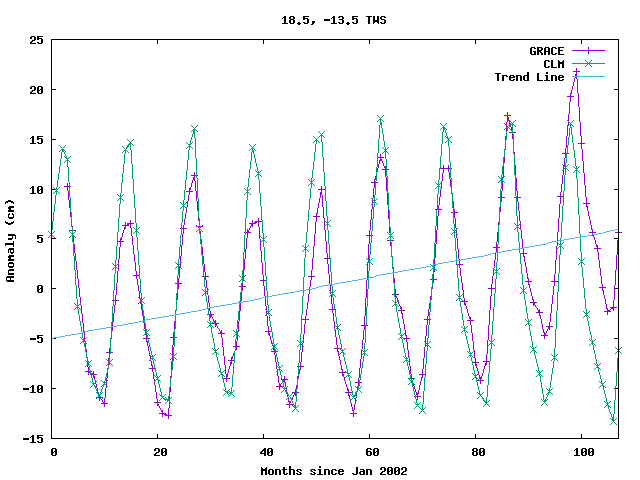 18.5, -13.5 TWS
GRACE
CLM
Trend Line
25
20
15
10
5
0
-5
-10
-15
Anomaly (cm)
0 20 40 60 80 100
Months since Jan 2002